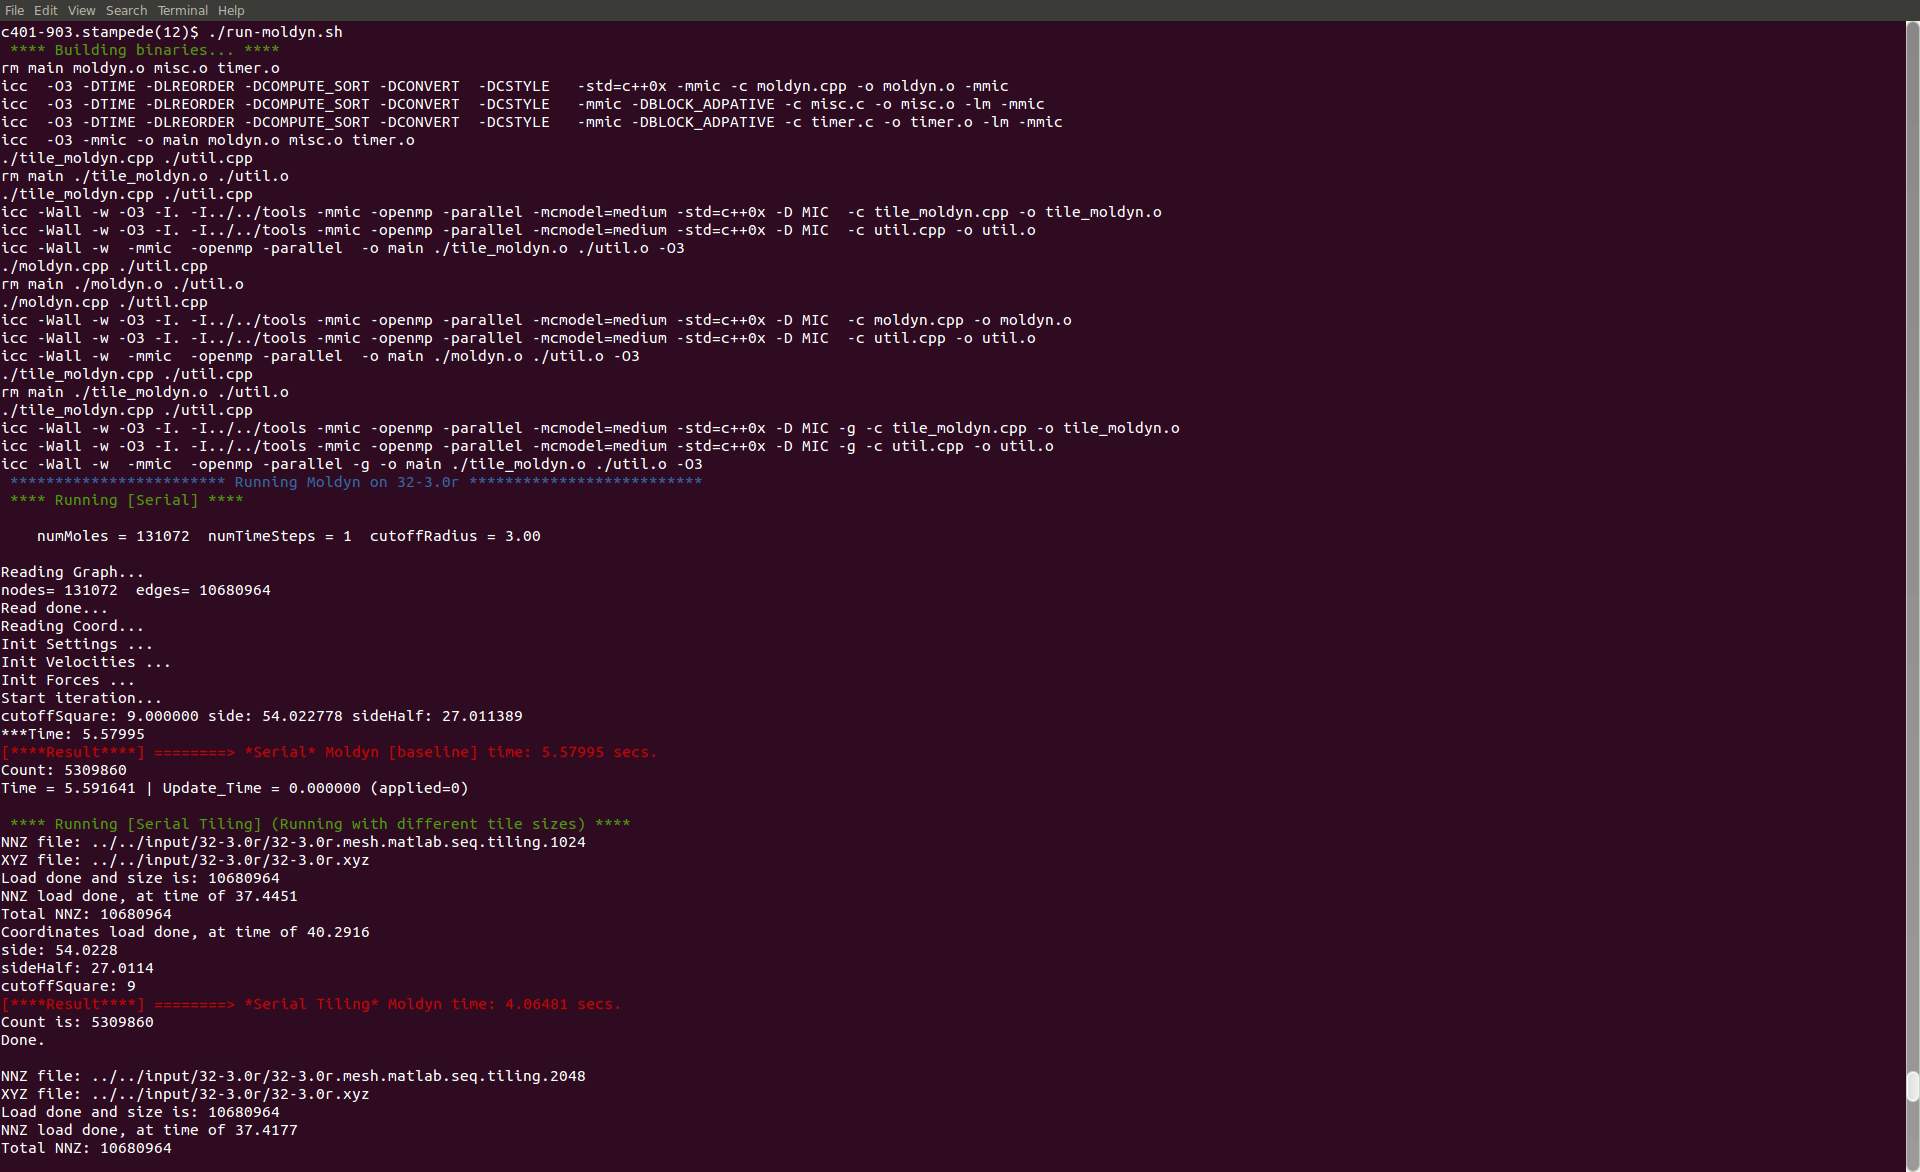 File Edit View Search Terminal Help
c401-903.stampede(12)$ ./run-moldyn.sh
**** Building binaries... ****
rm main moldyn.o misc.o timer.o
icc  -O3 -DTIME -DLREORDER -DCOMPUTE_SORT -DCONVERT  -DCSTYLE   -std=c++0x -mmic -c moldyn.cpp -o moldyn.o -mmic
icc  -O3 -DTIME -DLREORDER -DCOMPUTE_SORT -DCONVERT  -DCSTYLE   -mmic -DBLOCK_ADPATIVE -c misc.c -o misc.o -lm -mmic
icc  -O3 -DTIME -DLREORDER -DCOMPUTE_SORT -DCONVERT  -DCSTYLE   -mmic -DBLOCK_ADPATIVE -c timer.c -o timer.o -lm -mmic
icc  -O3 -mmic -o main moldyn.o misc.o timer.o
./tile_moldyn.cpp ./util.cpp
rm main ./tile_moldyn.o ./util.o
./tile_moldyn.cpp ./util.cpp
icc -Wall -w -O3 -I. -I../../tools -mmic -openmp -parallel -mcmodel=medium -std=c++0x -D MIC  -c tile_moldyn.cpp -o tile_moldyn.o
icc -Wall -w -O3 -I. -I../../tools -mmic -openmp -parallel -mcmodel=medium -std=c++0x -D MIC  -c util.cpp -o util.o
icc -Wall -w  -mmic  -openmp -parallel  -o main ./tile_moldyn.o ./util.o -O3
./moldyn.cpp ./util.cpp
rm main ./moldyn.o ./util.o
./moldyn.cpp ./util.cpp
icc -Wall -w -O3 -I. -I../../tools -mmic -openmp -parallel -mcmodel=medium -std=c++0x -D MIC  -c moldyn.cpp -o moldyn.o
icc -Wall -w -O3 -I. -I../../tools -mmic -openmp -parallel -mcmodel=medium -std=c++0x -D MIC  -c util.cpp -o util.o
icc -Wall -w  -mmic  -openmp -parallel  -o main ./moldyn.o ./util.o -O3
./tile_moldyn.cpp ./util.cpp
rm main ./tile_moldyn.o ./util.o
./tile_moldyn.cpp ./util.cpp
icc -Wall -w -O3 -I. -I../../tools -mmic -openmp -parallel -mcmodel=medium -std=c++0x -D MIC -g -c tile_moldyn.cpp -o tile_moldyn.o
icc -Wall -w -O3 -I. -I../../tools -mmic -openmp -parallel -mcmodel=medium -std=c++0x -D MIC -g -c util.cpp -o util.o
icc -Wall -w  -mmic  -openmp -parallel -g -o main ./tile_moldyn.o ./util.o -O3
************************ Running Moldyn on 32-3.0r **************************
**** Running [Serial] ****
numMoles = 131072  numTimeSteps = 1  cutoffRadius = 3.00
Reading Graph...
nodes= 131072  edges= 10680964
Read done...
Reading Coord...
Init Settings ...
Init Velocities ...
Init Forces ...
Start iteration...
cutoffSquare: 9.000000 side: 54.022778 sideHalf: 27.011389
***Time: 5.57995
[****Result****] ========> *Serial* Moldyn [baseline] time: 5.57995 secs.
Count: 5309860
Time = 5.591641 | Update_Time = 0.000000 (applied=0)
**** Running [Serial Tiling] (Running with different tile sizes) ****
NNZ file: ../../input/32-3.0r/32-3.0r.mesh.matlab.seq.tiling.1024
XYZ file: ../../input/32-3.0r/32-3.0r.xyz
Load done and size is: 10680964
NNZ load done, at time of 37.4451
Total NNZ: 10680964
Coordinates load done, at time of 40.2916
side: 54.0228
sideHalf: 27.0114
cutoffSquare: 9
[****Result****] ========> *Serial Tiling* Moldyn time: 4.06481 secs.
Count is: 5309860
Done.
NNZ file: ../../input/32-3.0r/32-3.0r.mesh.matlab.seq.tiling.2048
XYZ file: ../../input/32-3.0r/32-3.0r.xyz
Load done and size is: 10680964
NNZ load done, at time of 37.4177
Total NNZ: 10680964